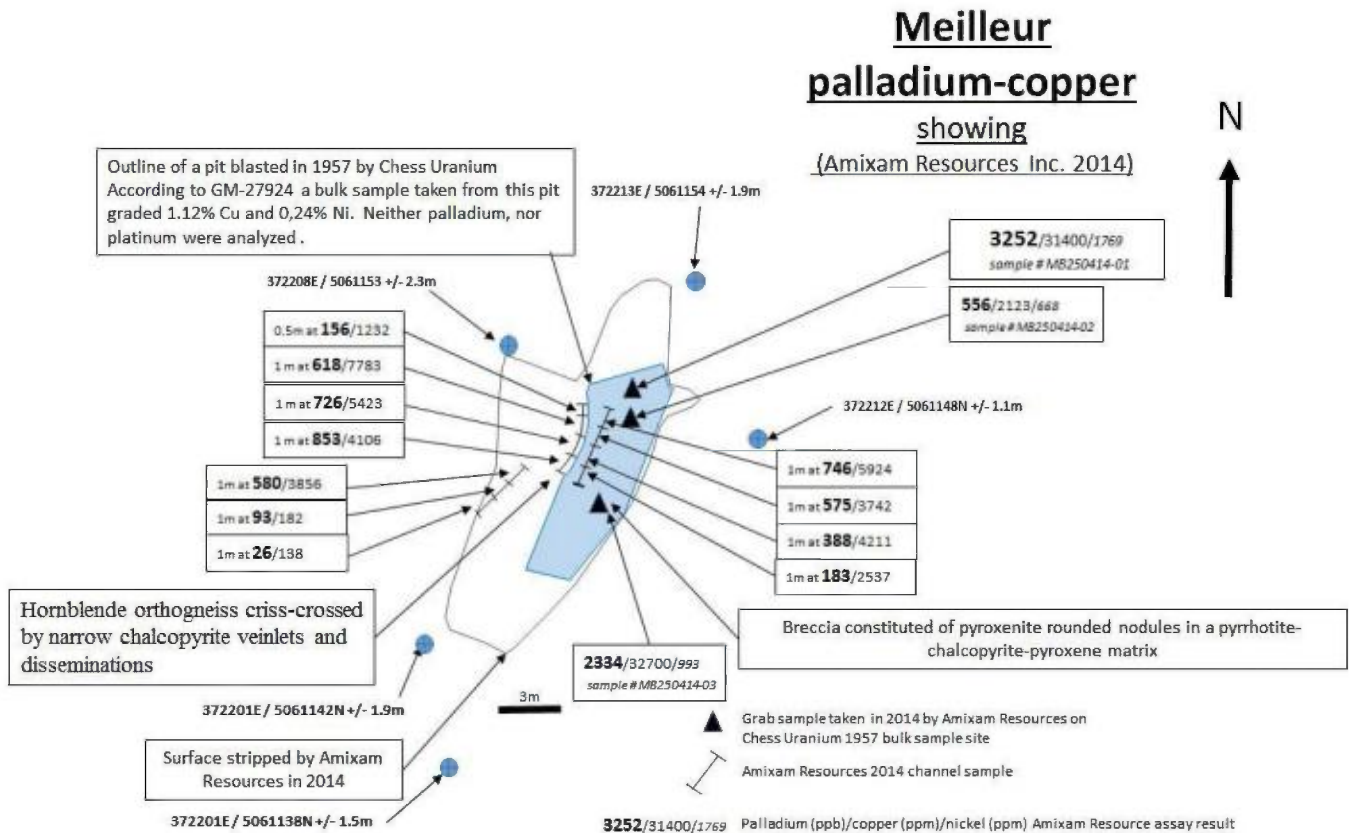 Meilleur
palladium-copper
showing
(Amixam Resources Inc. 2014)
N
Outline of a pit blasted in 1957 by Chess Uranium
According to GM-27924 a bulk sample taken from this pit
graded 1.12% Cu and 0,24% Ni. Neither palladium, nor
platinum were analyzed .
372213E / 5061154 +/- 1.9m
3252/31400/1769
sample # MB250414-01
372208E / 5061153 +/- 2.3m
556/2123/668
sample # MB250414-02
0.5m at 156/1232
1m at 618/7783
1m at 726/5423
1m at 853/4106
372212E / 5061148N +/- 1.1m
1m at 580/3856
1m at 93/182
1m at 26/138
1m at 746/5924
1m at 575/3742
1m at 388/4211
1m at 183/2537
Hornblende orthogneiss criss-crossed
by narrow chalcopyrite veinlets and
disseminations
Breccia constituted of pyroxenite rounded nodules in a pyrrhotite-
chalcopyrite-pyroxene matrix
2334/32700/993
sample # MB250414-03
3m
372201E / 5061142N +/- 1.9m
Grab sample taken in 2014 by Amixam Resources on
Chess Uranium 1957 bulk sample site
Surface stripped by Amixam
Resources in 2014
Amixam Resources 2014 channel sample
372201E / 5061138N +/- 1.5m
3252/31400/1769 Palladium (ppb)/copper (ppm)/nickel (ppm) Amixam Resource assay result